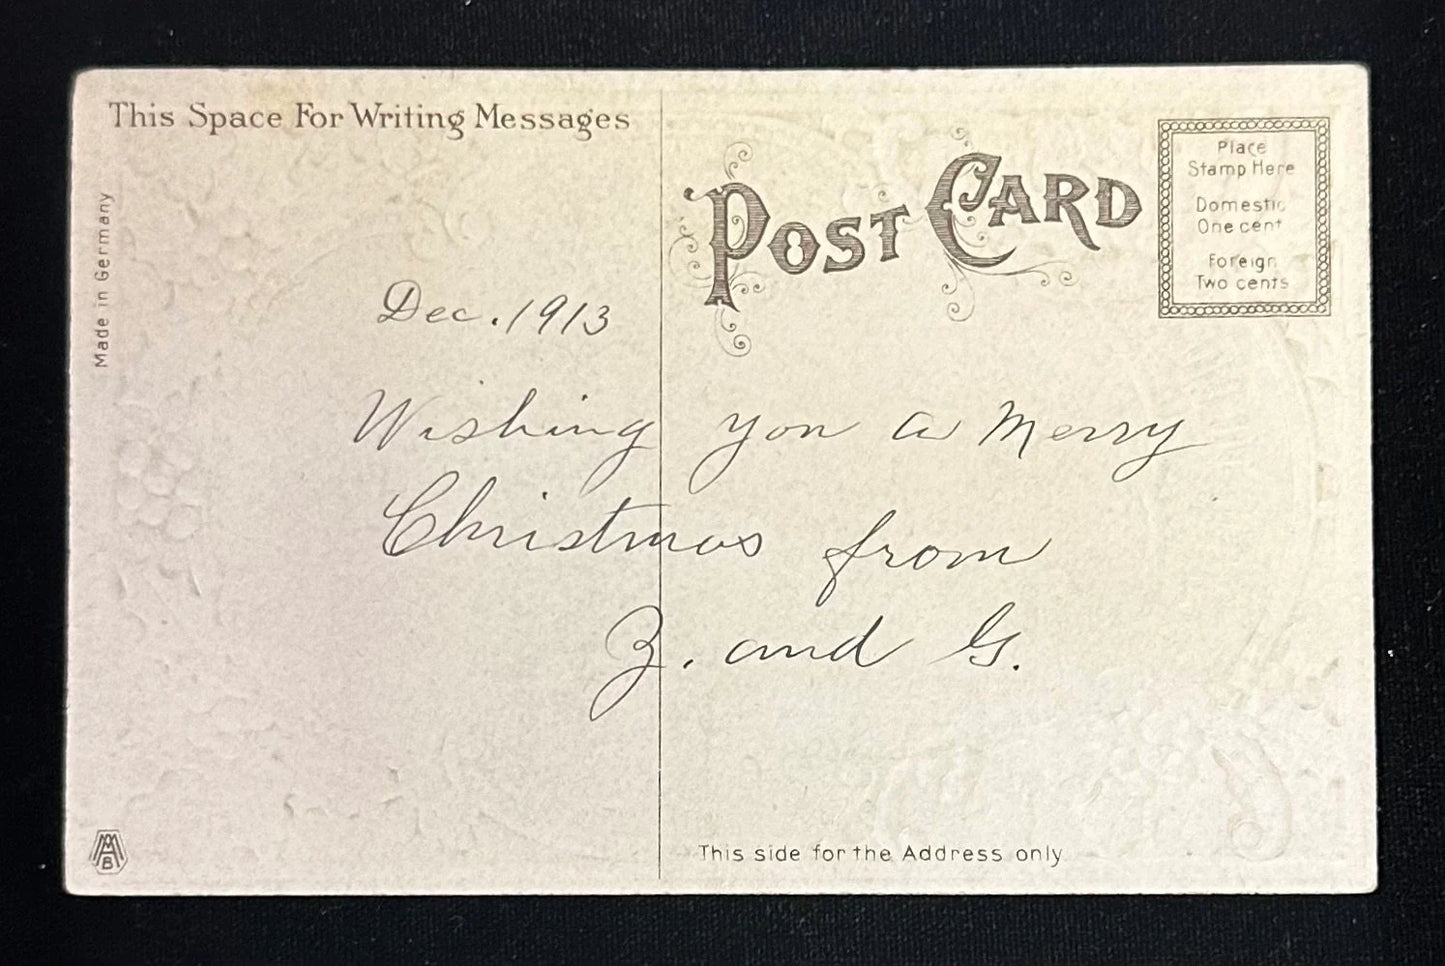 This Space For Writing Messages
Made in Germany
POST CARD
Place
Stamp Here
Domestic
One cent
Foreign
Two cents
Dec. 1913
Wishing you a Merry
Christmas from
Z. and G.
This side for the Address only